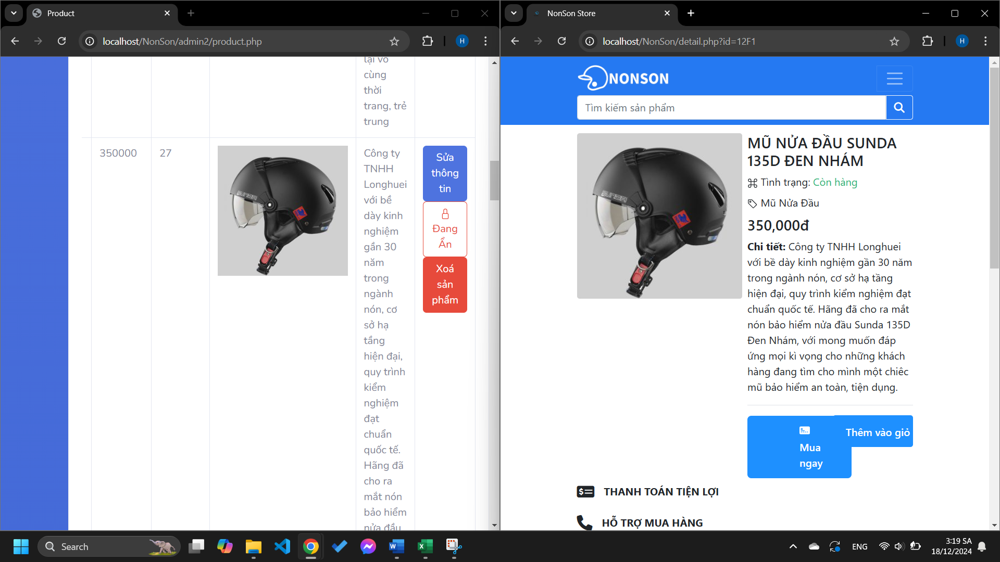 Product
localhost/NonSon/admin2/product.php
H
lại vô
cùng
thời
trang, trẻ
trung
350000
27
SUNDA
Công ty
TNHH
Longhuei
với bề
dày kinh
nghiệm
gần 30
năm
trong
ngành
nón, cơ
sở hạ
tầng
hiện đại,
quy trình
kiểm
nghiệm
đạt
chuẩn
quốc tế.
Hãng đã
cho ra
mắt nón
bảo hiểm
nửa đầu
Sửa
thông
tin
Đang
Ẩn
Xoá
sản
phẩm
NonSon Store
localhost/NonSon/detail.php?id=12F1
H
NONSON
Tìm kiếm sản phẩm
SUNDA
MŨ NỬA ĐẦU SUNDA
135D ĐEN NHÁM
Tình trạng: Còn hàng
Mũ Nửa Đầu
350,000đ
Chi tiết: Công ty TNHH Longhuei
với bề dày kinh nghiệm gần 30 năm
trong ngành nón, cơ sở hạ tầng
hiện đại, quy trình kiểm nghiệm đạt
chuẩn quốc tế. Hãng đã cho ra mắt
nón bảo hiểm nửa đầu Sunda 135D
Đen Nhám, với mong muốn đáp
ứng mọi kì vọng cho những khách
hàng đang tìm cho mình một chiêc
mũ bảo hiểm an toàn, tiện dụng.
Mua
ngay
Thêm vào giỏ
THANH TOÁN TIỆN LỢI
HỖ TRỢ MUA HÀNG
Search
ENG
3:19 SA
18/12/2024